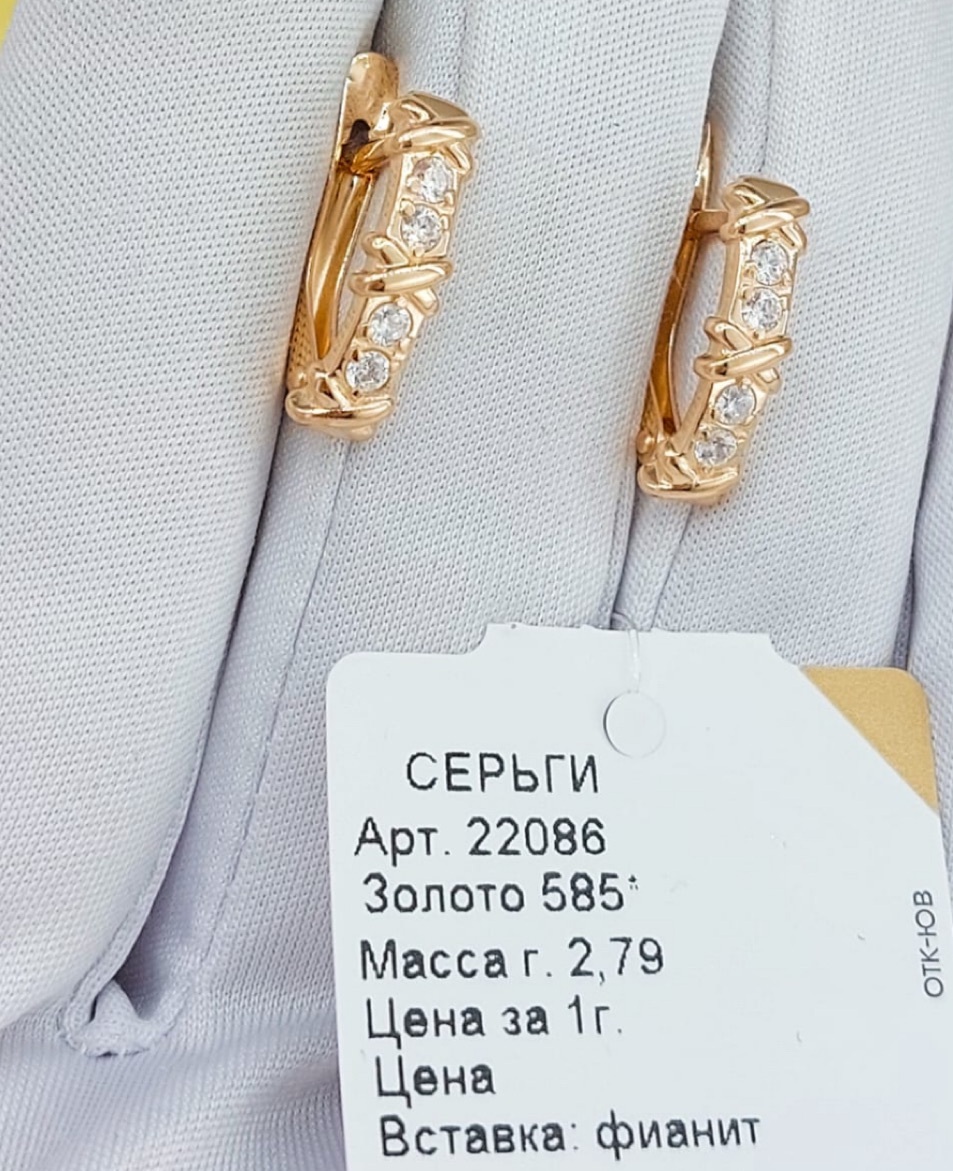 СЕРЬГИ
Арт. 22086
Золото 585*
Масса г. 2,79
Цена за 1г.
Цена
Вставка: фианит
ОТК-ЮВ